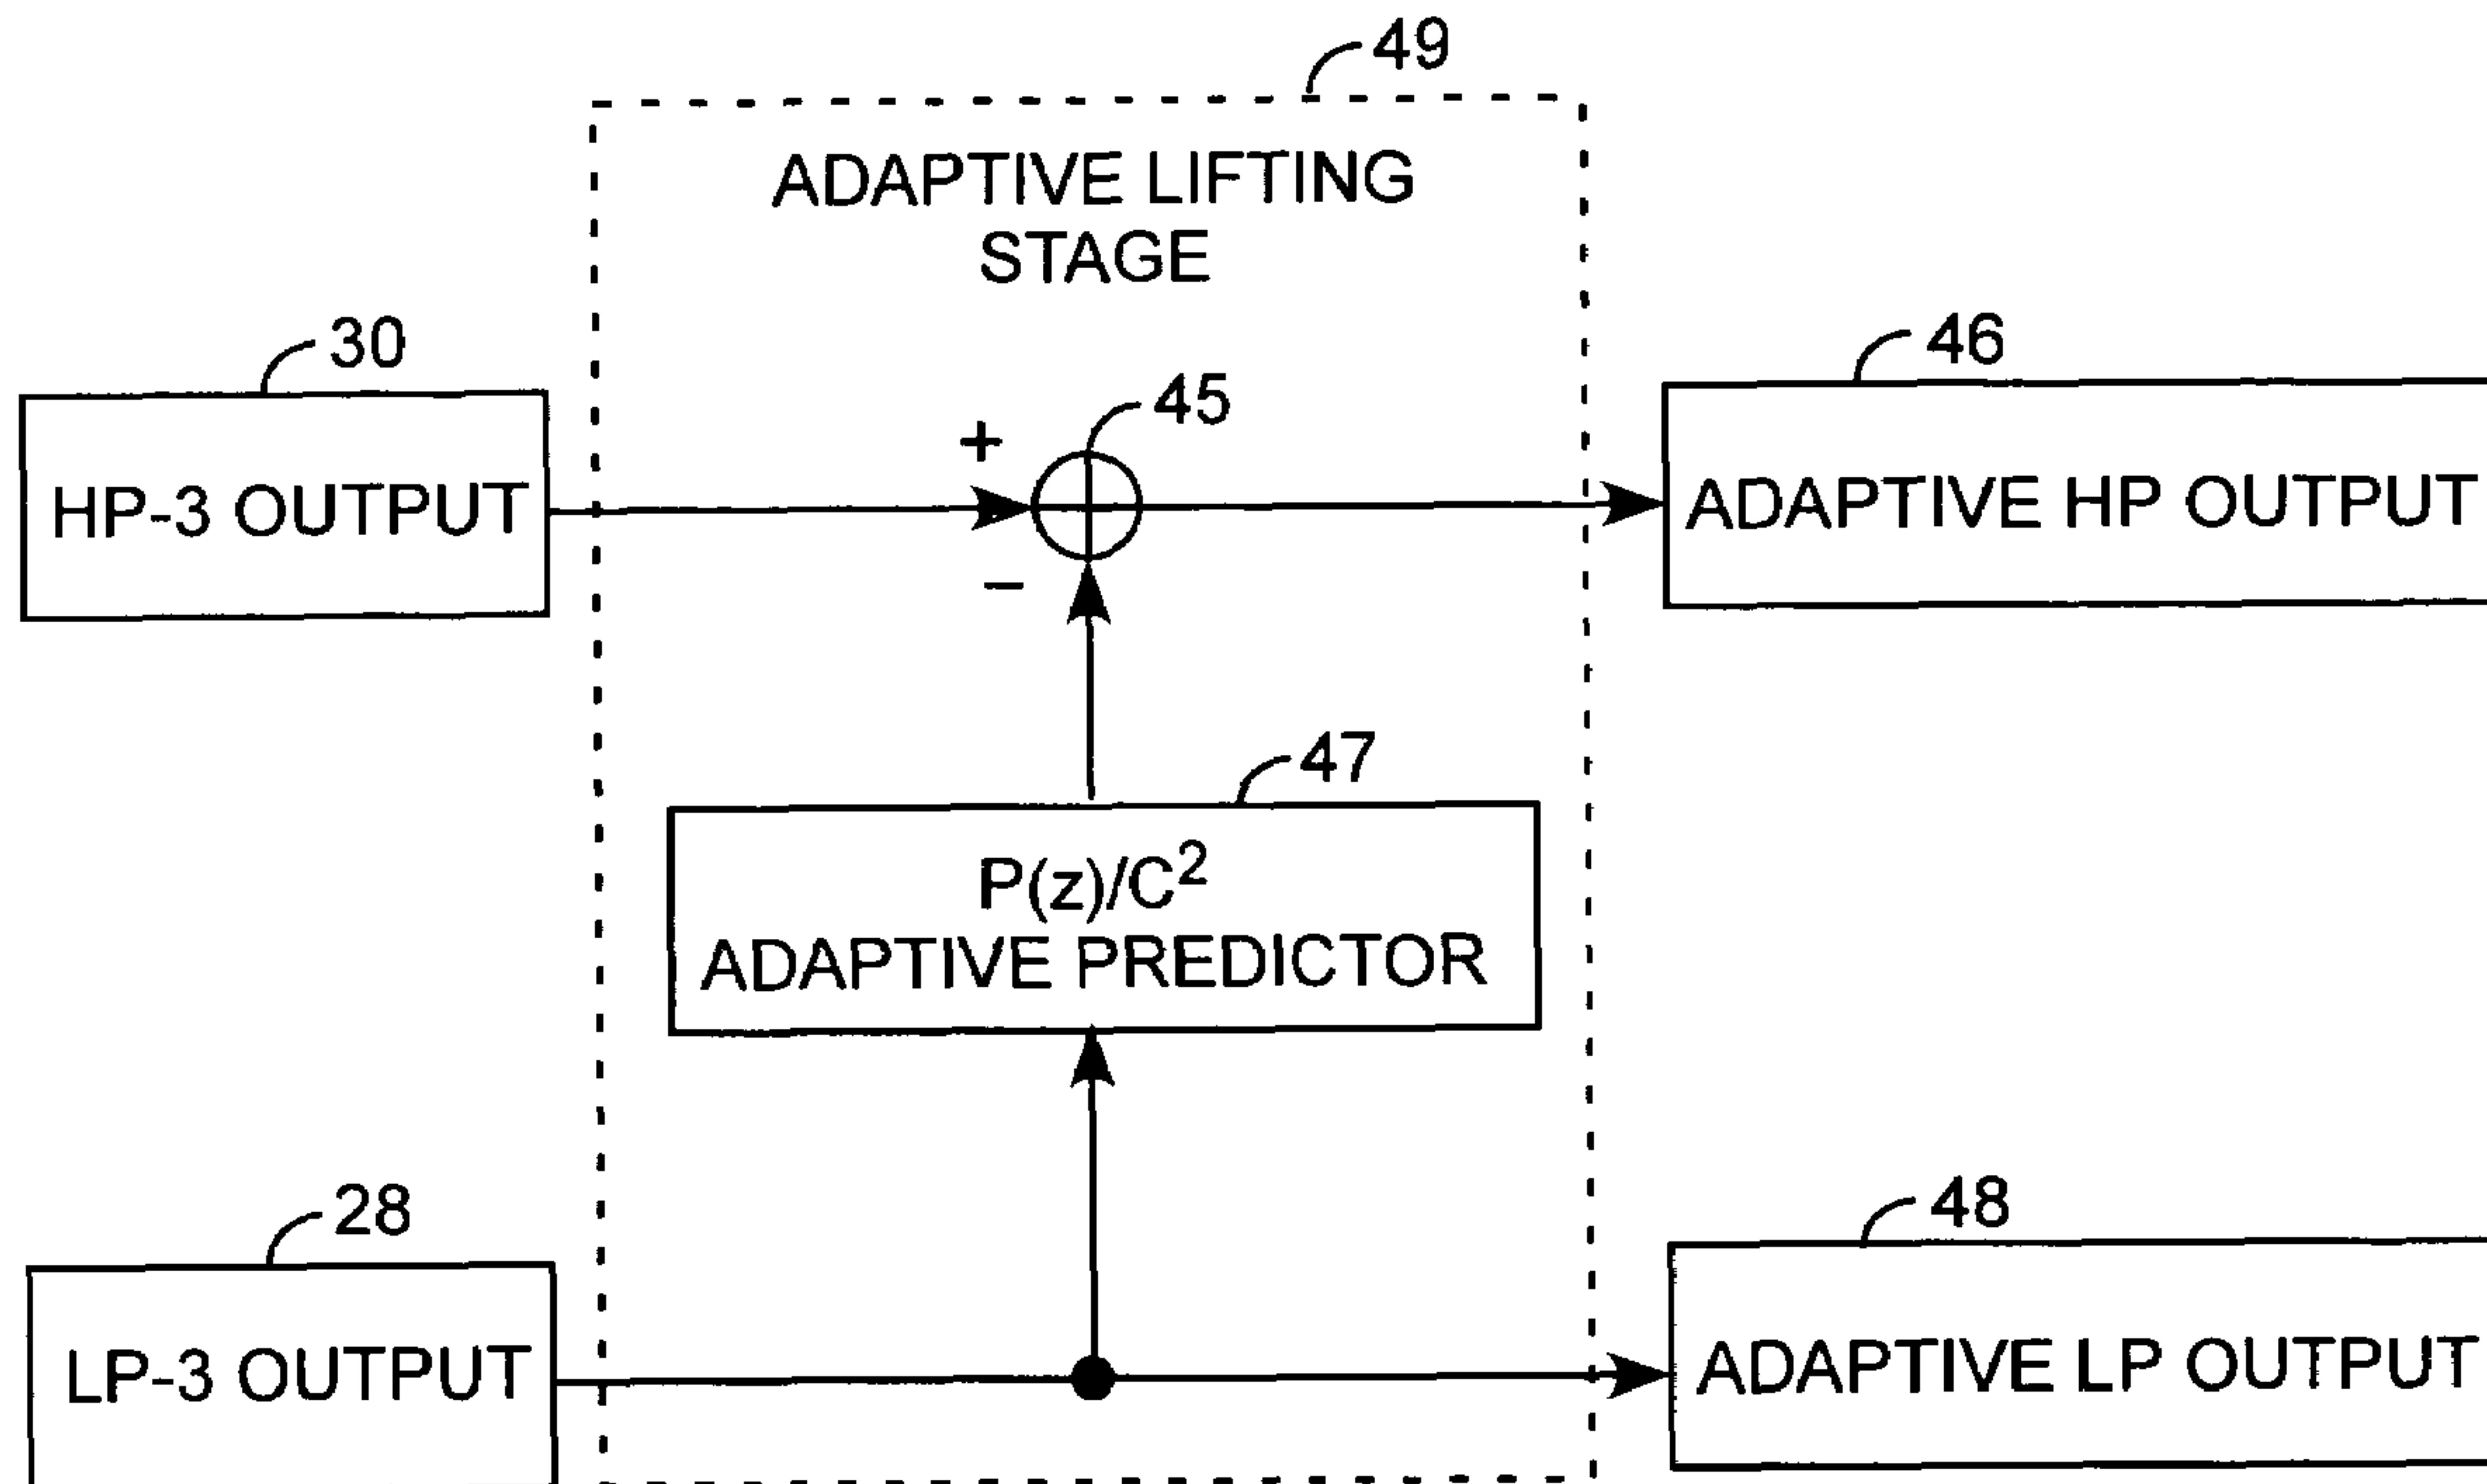 49
ADAPTIVE LIFTING
STAGE
30
46
45
+
HP-3 OUTPUT
ADAPTIVE HP OUTPUT
−
47
P(z)/C²
ADAPTIVE PREDICTOR
28
48
LP-3 OUTPUT
ADAPTIVE LP OUTPUT